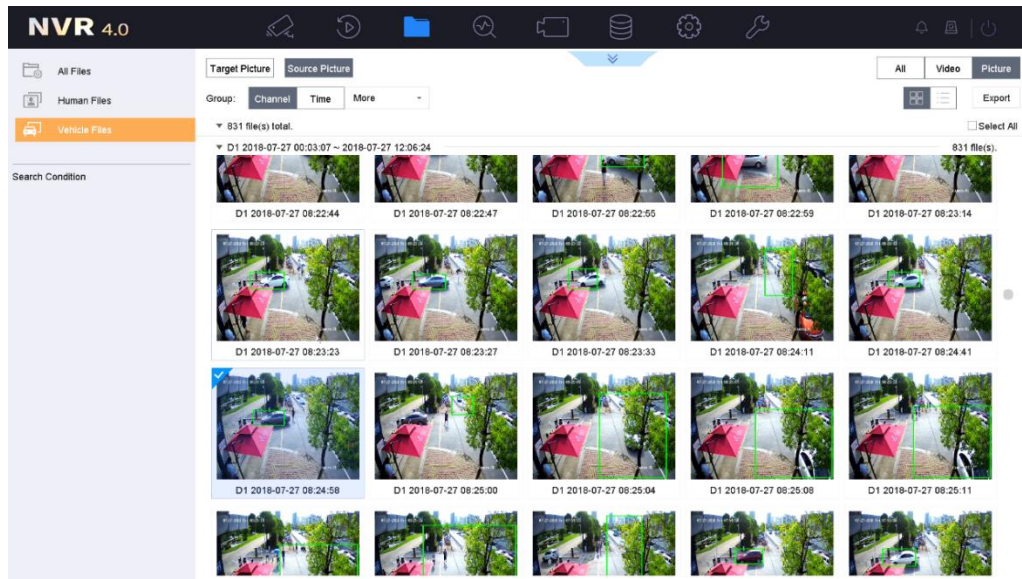 NVR 4.0
All Files
Human Files
Vehicle Files
Search Condition
Target Picture Source Picture
All Video Picture
Group: Channel Time More
Export
831 file(s) total.
Select All
D1 2018-07-27 00:03:07 ~ 2018-07-27 12:06:24
831 file(s).
D1 2018-07-27 08:22:44
D1 2018-07-27 08:22:47
D1 2018-07-27 08:22:55
D1 2018-07-27 08:22:59
D1 2018-07-27 08:23:14
D1 2018-07-27 08:23:23
D1 2018-07-27 08:23:27
D1 2018-07-27 08:23:33
D1 2018-07-27 08:24:11
D1 2018-07-27 08:24:41
D1 2018-07-27 08:24:58
D1 2018-07-27 08:25:00
D1 2018-07-27 08:25:04
D1 2018-07-27 08:25:08
D1 2018-07-27 08:25:11